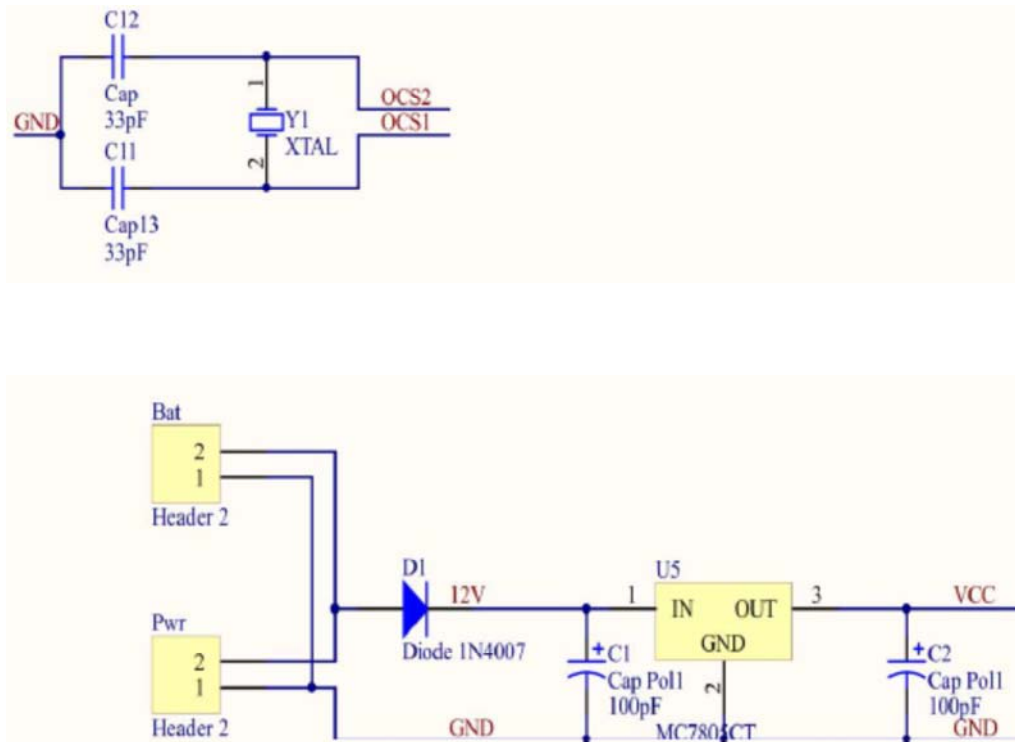 C12
Cap
33pF
GND
C11
Cap13
33pF
1
Y1
XTAL
2
OCS2
OCS1
Bat
2
1
Header 2
Pwr
2
1
Header 2
D1
12V
Diode 1N4007
U5
1
IN OUT
3
GND
2
MC7805CT
C1
Cap Pol1
100pF
VCC
C2
Cap Pol1
100pF
GND
GND